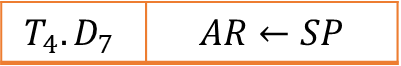 T₄.D₇ AR ← SP